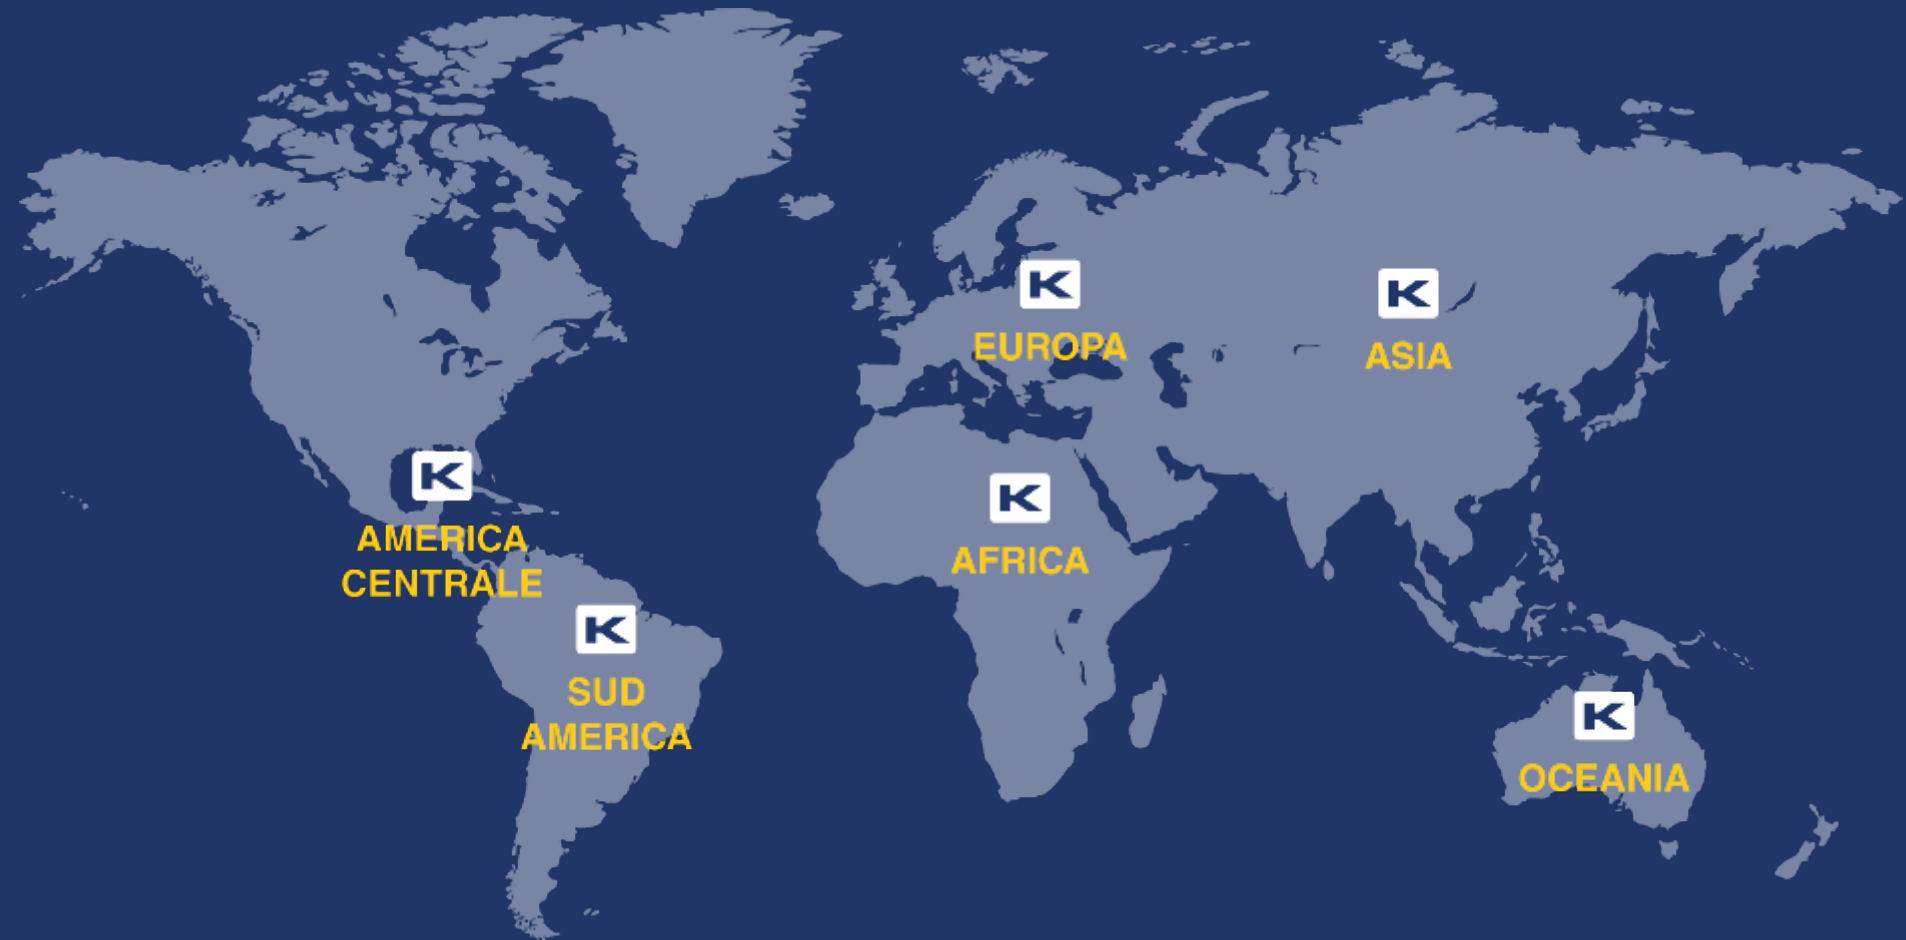 K
EUROPA
K
ASIA
K
AMERICA
CENTRALE
K
AFRICA
K
SUD
AMERICA
K
OCEANIA